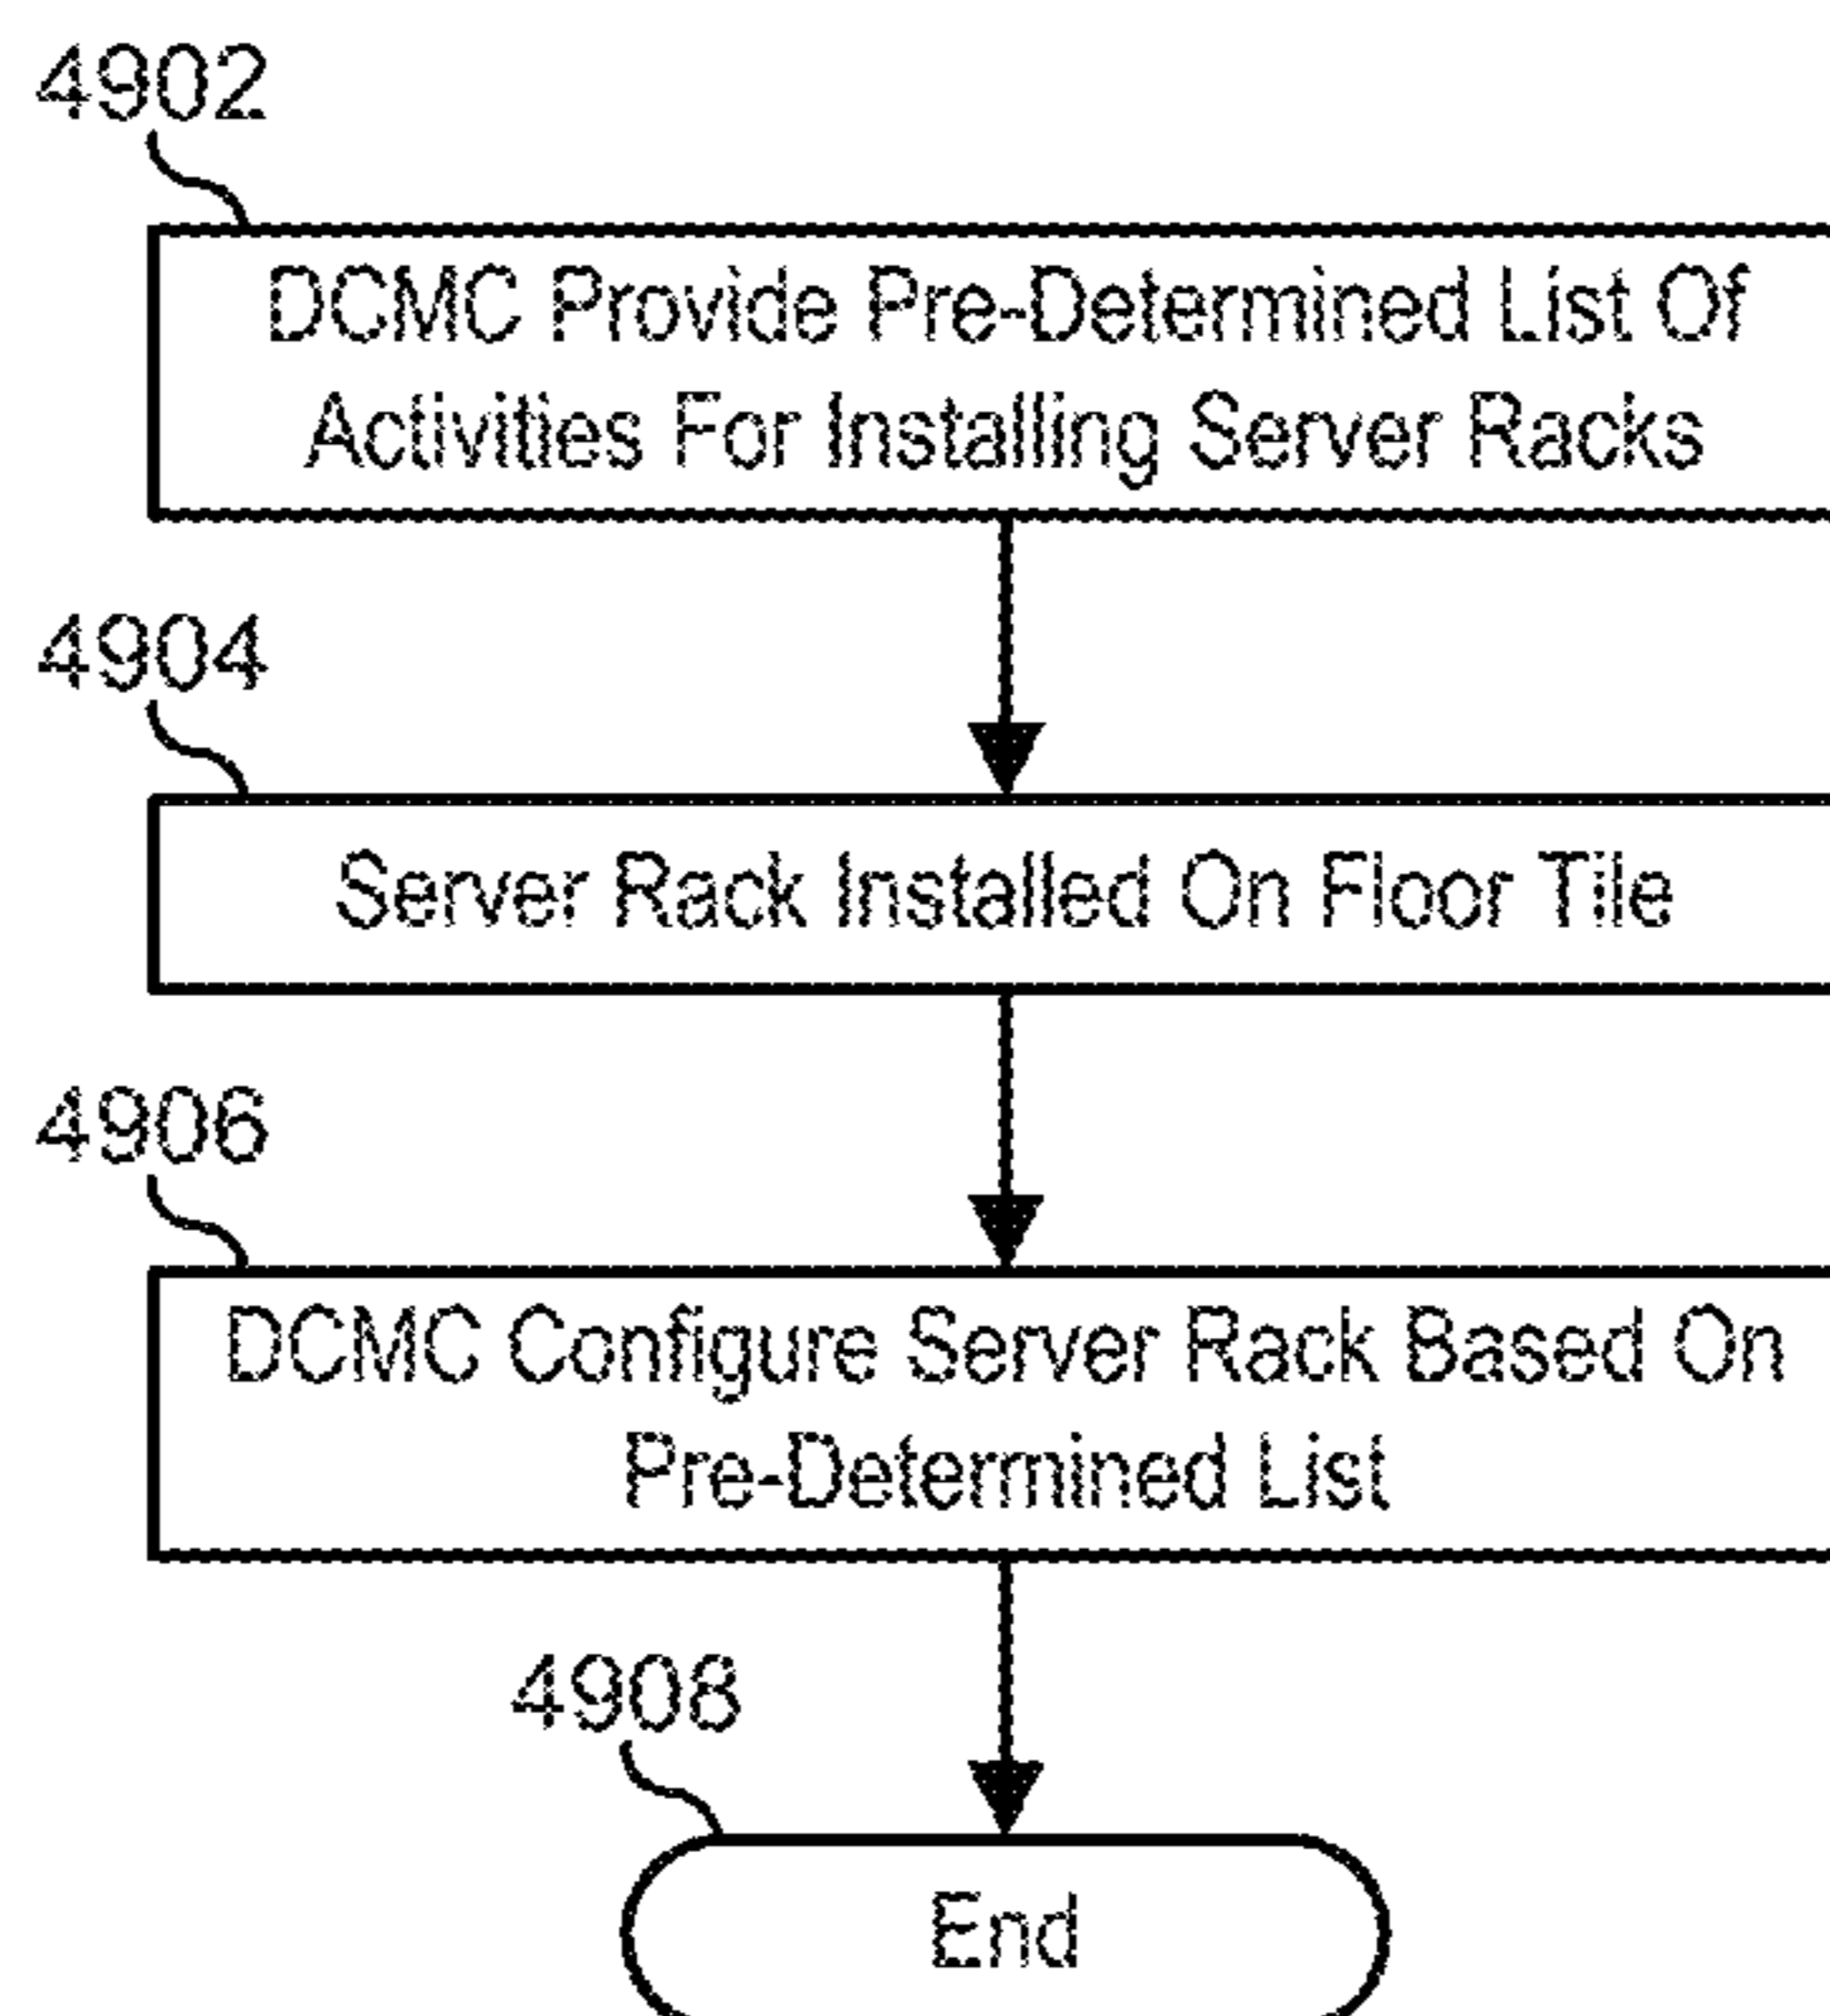 4902
DCMC Provide Pre-Determined List Of
Activities For Installing Server Racks
4904
Server Rack Installed On Floor Tile
4906
DCMC Configure Server Rack Based On
Pre-Determined List
4908
End